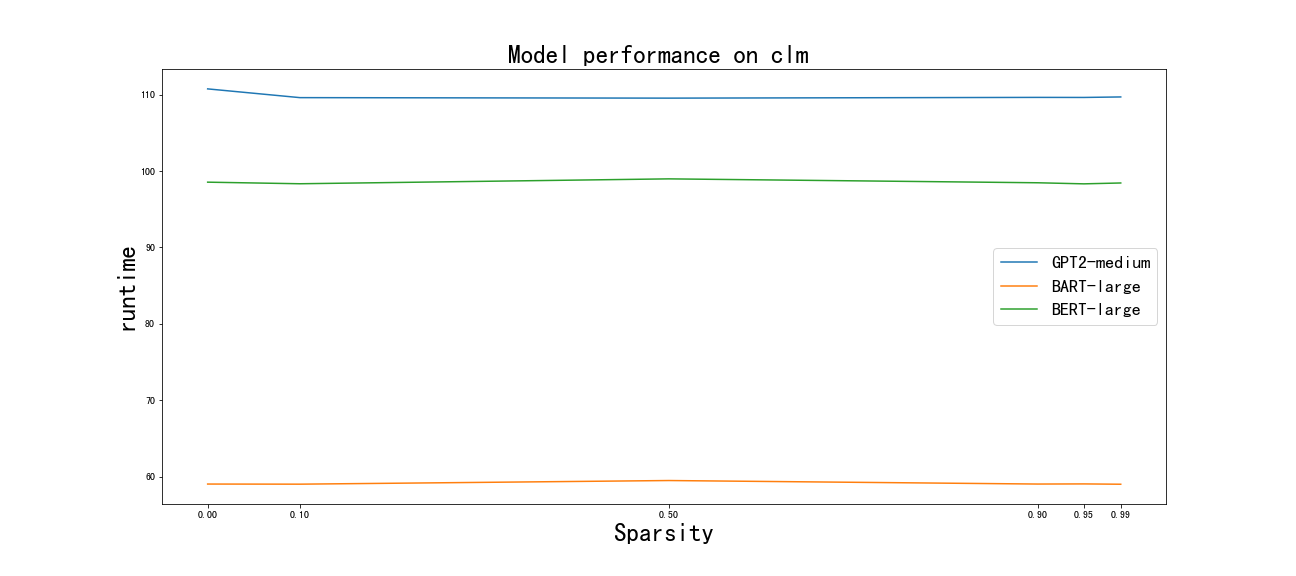 Model performance on clm
110
100
90
80
70
60
runtime
GPT2-medium
BART-large
BERT-large
0.00 0.10 0.50 0.90 0.95 0.99
Sparsity